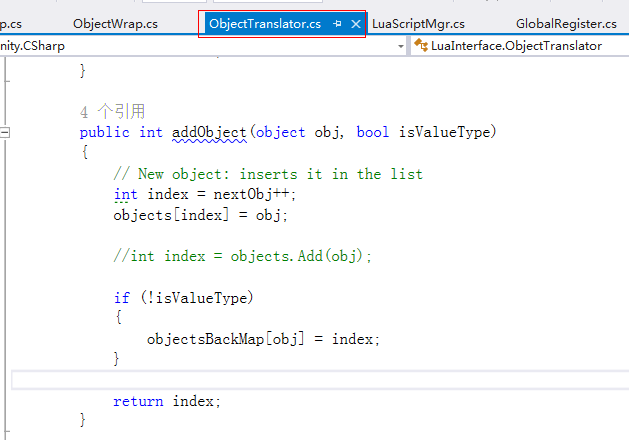 p.cs ObjectWrap.cs ObjectTranslator.cs LuaScriptMgr.cs GlobalRegister.cs
nity.CSharp LuaInterface.ObjectTranslator
}
4 个引用
public int addObject(object obj, bool isValueType)
{
// New object: inserts it in the list
int index = nextObj++;
objects[index] = obj;
//int index = objects.Add(obj);
if (!isValueType)
{
objectsBackMap[obj] = index;
}
return index;
}